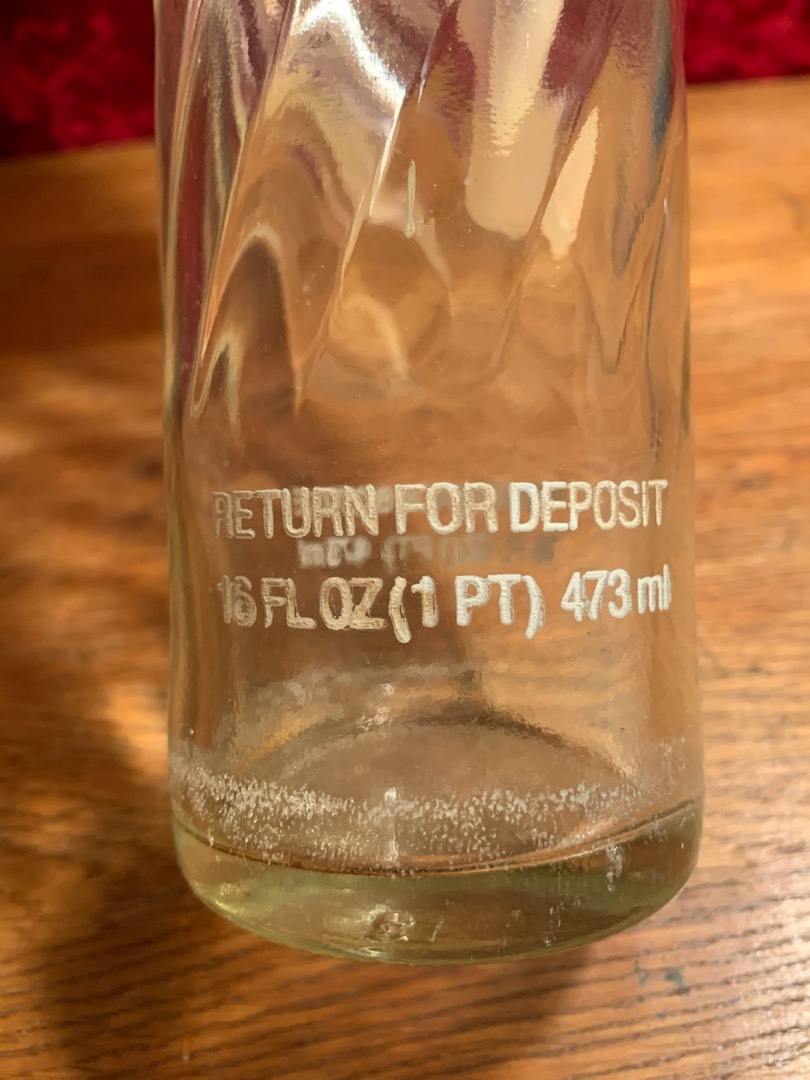 RETURN FOR DEPOSIT
16 FL OZ (1 PT) 473 ml